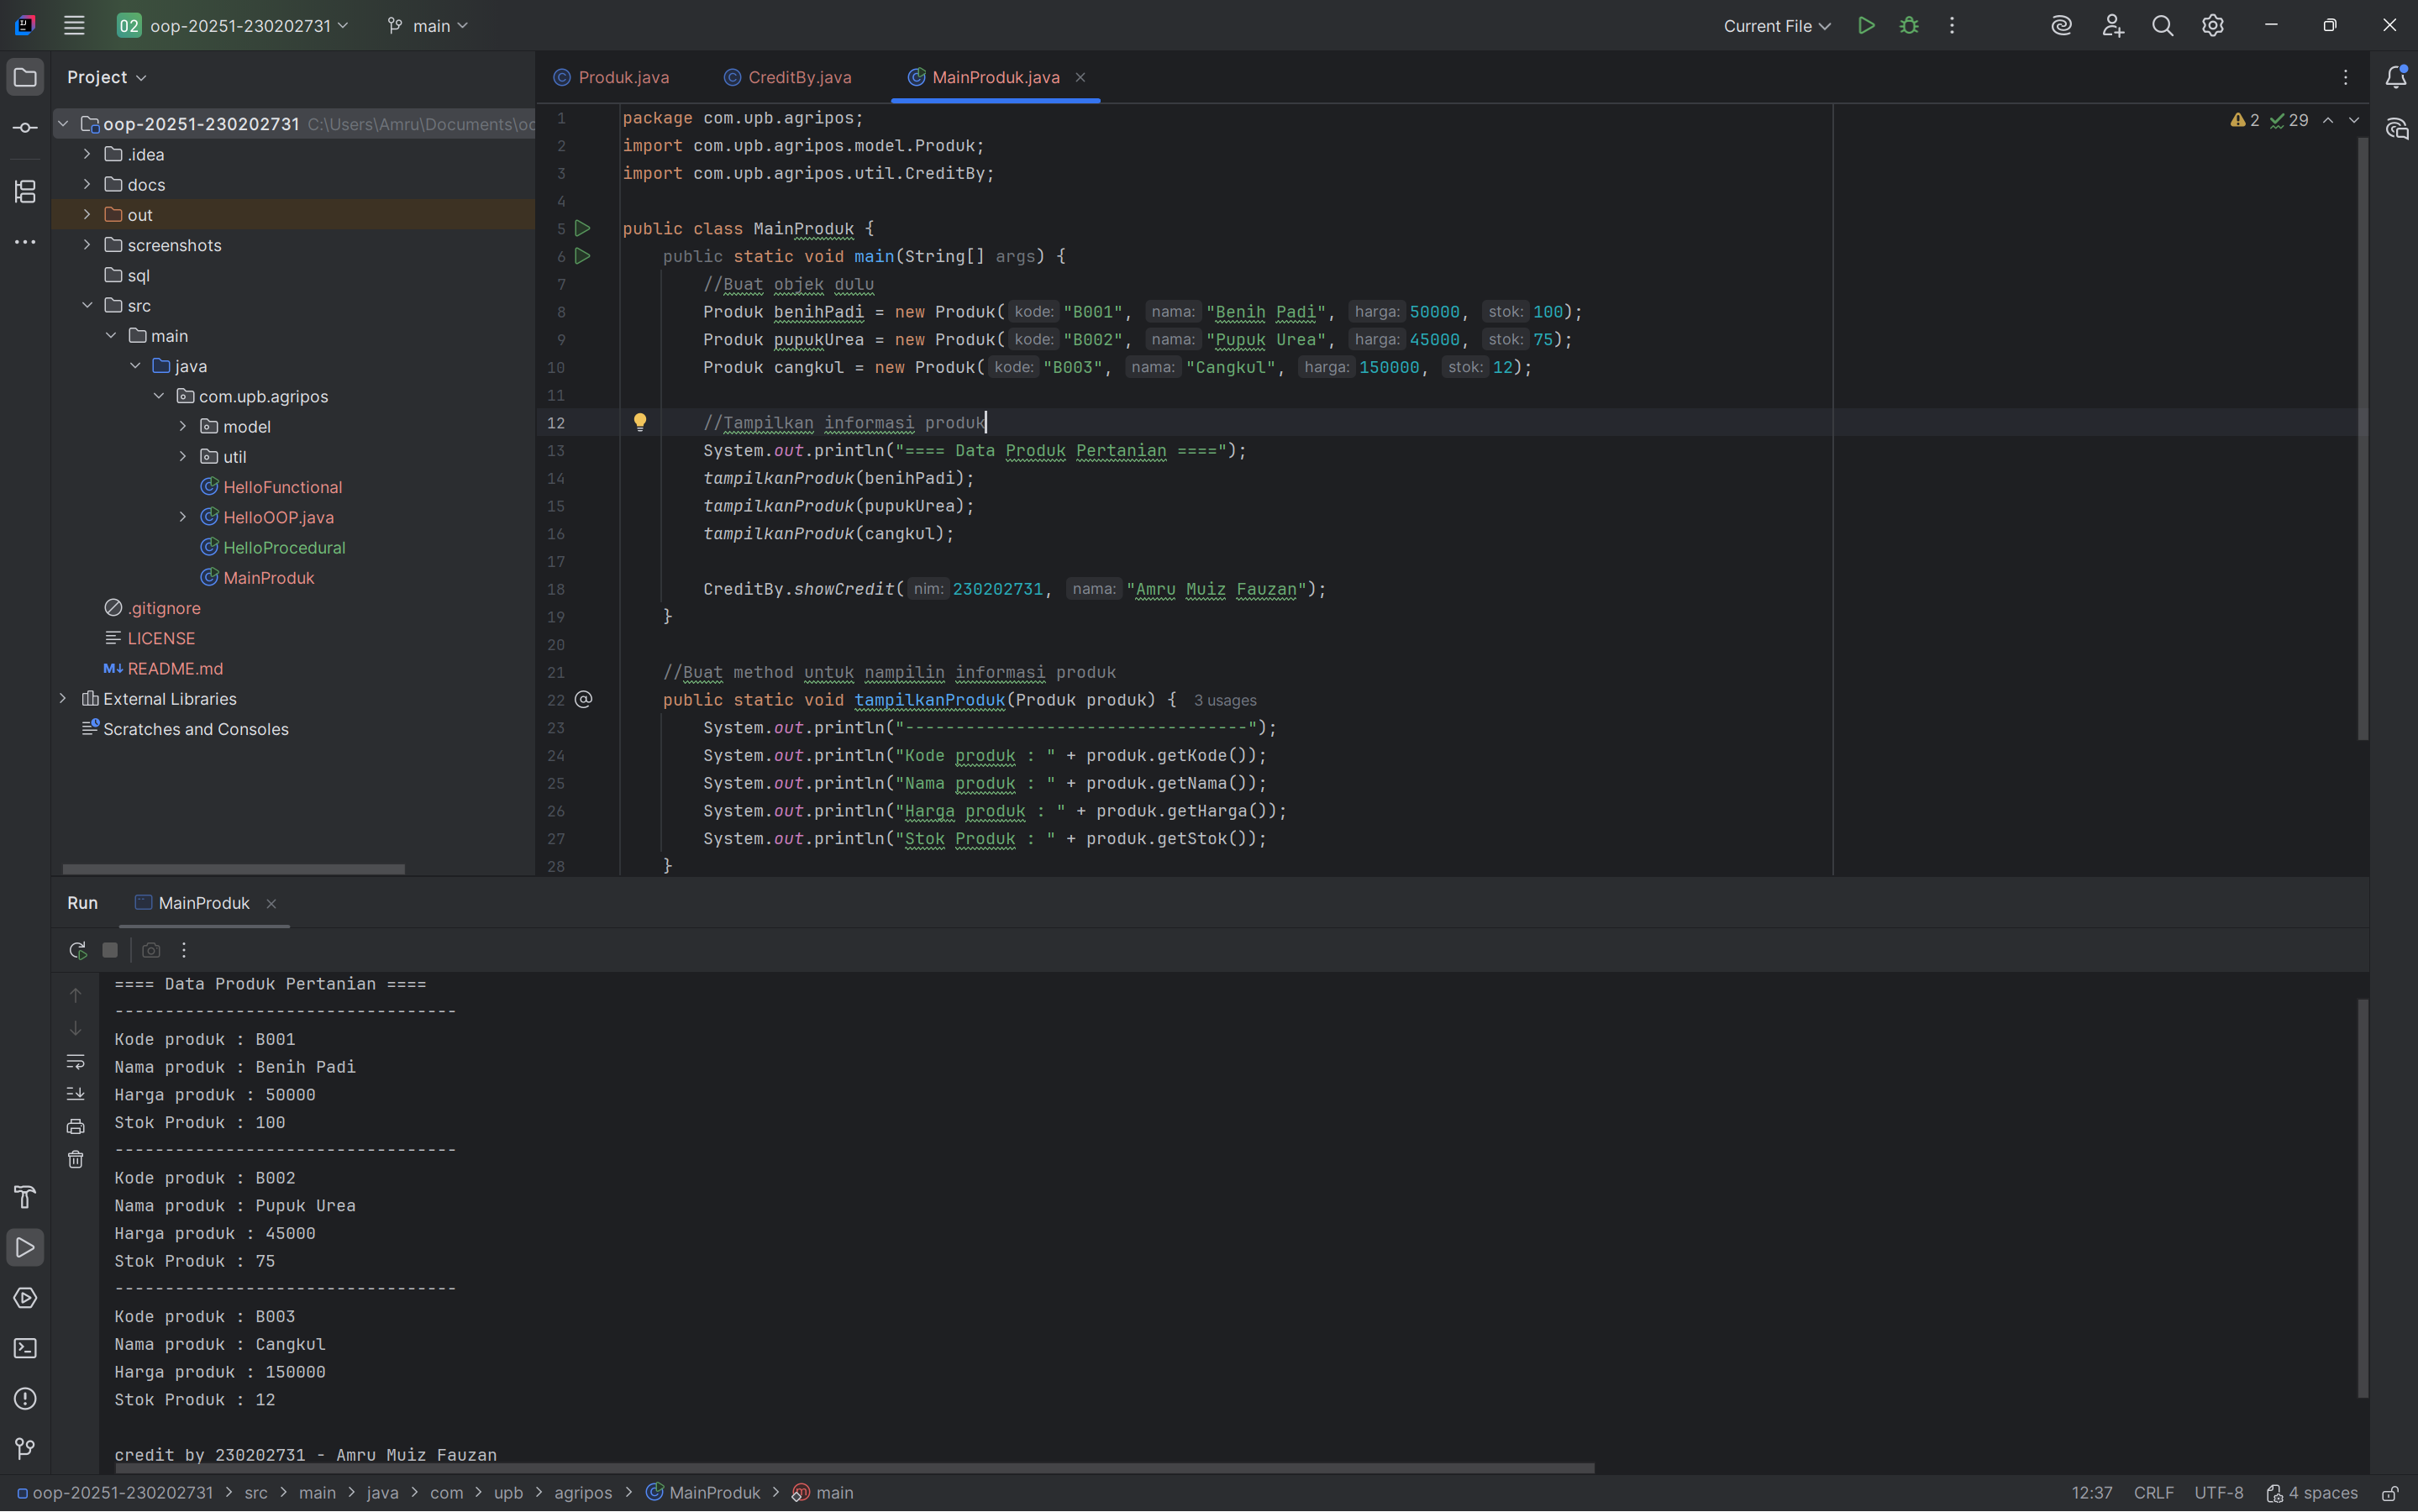 02 oop-20251-230202731 main Current File
Project
Produk.java CreditBy.java MainProduk.java
oop-20251-230202731 C:\Users\Amru\Documents\oo
.idea
docs
out
screenshots
sql
src
main
java
com.upb.agripos
model
util
HelloFunctional
HelloOOP.java
HelloProcedural
MainProduk
.gitignore
LICENSE
M↓ README.md
External Libraries
Scratches and Consoles
2 29
1 package com.upb.agripos;
2 import com.upb.agripos.model.Produk;
3 import com.upb.agripos.util.CreditBy;
4
5 public class MainProduk {
6 public static void main(String[] args) {
7 //Buat objek dulu
8 Produk benihPadi = new Produk( kode: "B001", nama: "Benih Padi", harga: 50000, stok: 100);
9 Produk pupukUrea = new Produk( kode: "B002", nama: "Pupuk Urea", harga: 45000, stok: 75);
10 Produk cangkul = new Produk( kode: "B003", nama: "Cangkul", harga: 150000, stok: 12);
11
12 //Tampilkan informasi produk
13 System.out.println("==== Data Produk Pertanian ====");
14 tampilkanProduk(benihPadi);
15 tampilkanProduk(pupukUrea);
16 tampilkanProduk(cangkul);
17
18 CreditBy.showCredit( nim: 230202731, nama: "Amru Muiz Fauzan");
19 }
20
21 //Buat method untuk nampilin informasi produk
22 @ public static void tampilkanProduk(Produk produk) { 3 usages
23 System.out.println("----------------------------------");
24 System.out.println("Kode produk : " + produk.getKode());
25 System.out.println("Nama produk : " + produk.getNama());
26 System.out.println("Harga produk : " + produk.getHarga());
27 System.out.println("Stok Produk : " + produk.getStok());
28 }
Run MainProduk
==== Data Produk Pertanian ====
----------------------------------
Kode produk : B001
Nama produk : Benih Padi
Harga produk : 50000
Stok Produk : 100
----------------------------------
Kode produk : B002
Nama produk : Pupuk Urea
Harga produk : 45000
Stok Produk : 75
----------------------------------
Kode produk : B003
Nama produk : Cangkul
Harga produk : 150000
Stok Produk : 12
credit by 230202731 - Amru Muiz Fauzan
oop-20251-230202731 > src > main > java > com > upb > agripos > MainProduk > main 12:37 CRLF UTF-8 4 spaces